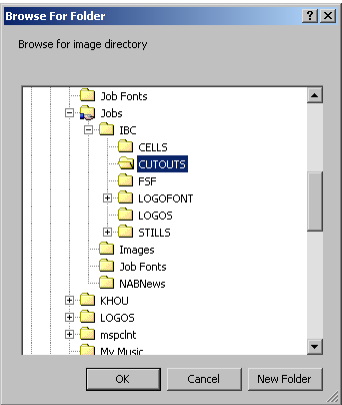 Browse For Folder
Browse for image directory
Job Fonts
Jobs
IBC
CELLS
CUTOUTS
FSF
LOGOFONT
LOGOS
STILLS
Images
Job Fonts
NABNews
KHOU
LOGOS
mspclnt
My Music
OK Cancel New Folder